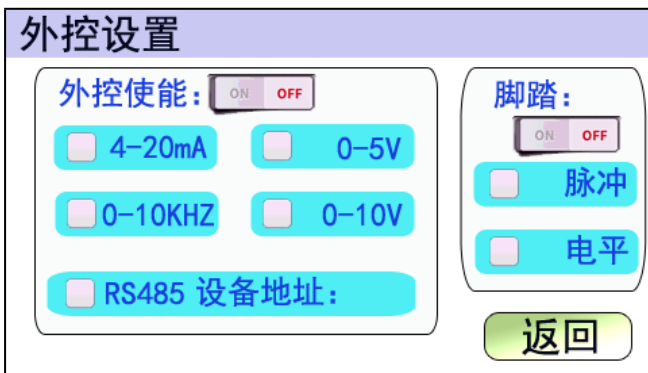 外控设置
外控使能: ON OFF
4-20mA 0-5V
0-10KHZ 0-10V
RS485 设备地址:
脚踏:
ON OFF
脉冲
电平
返回